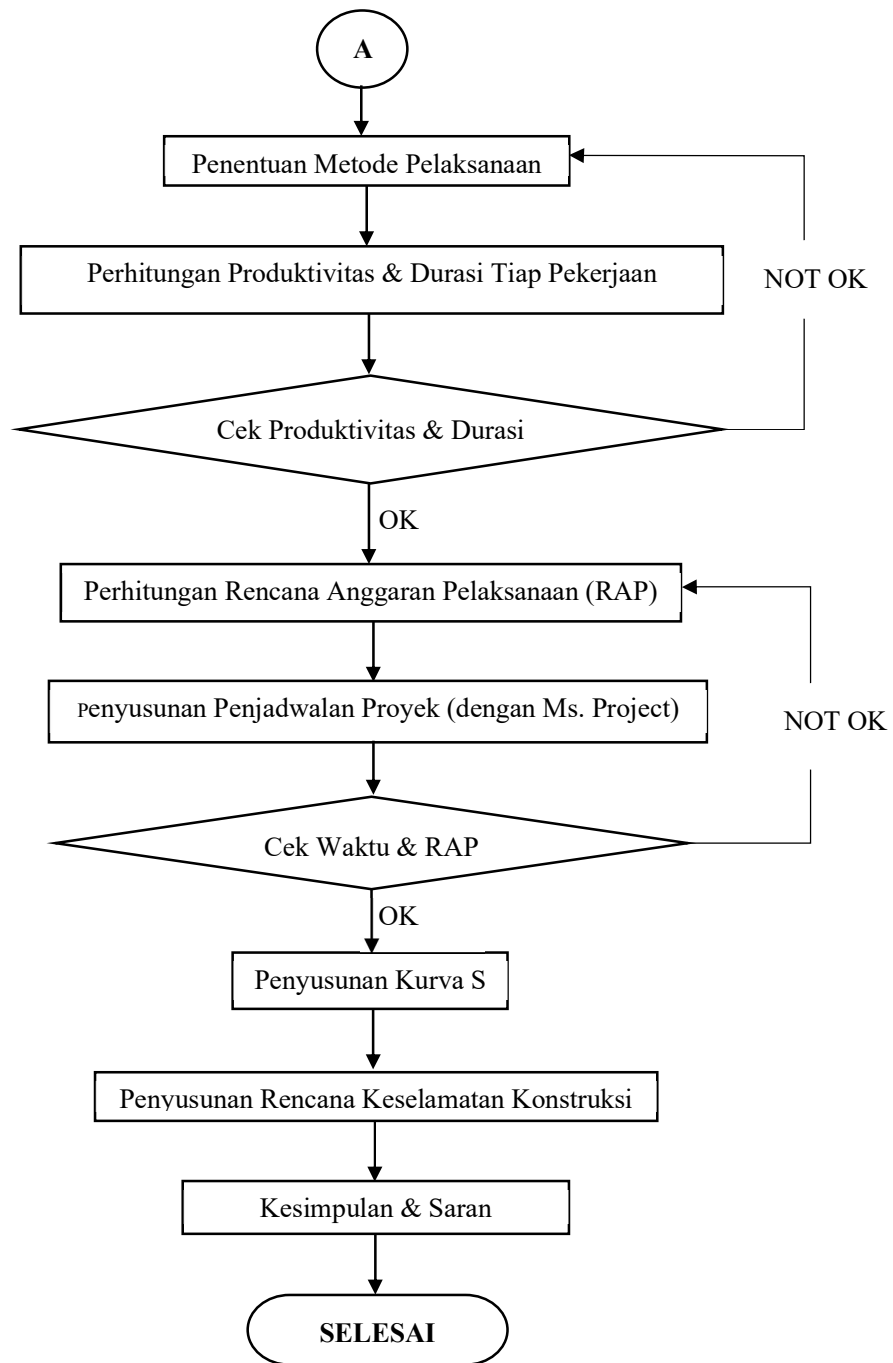 A
Penentuan Metode Pelaksanaan
Perhitungan Produktivitas & Durasi Tiap Pekerjaan
NOT OK
Cek Produktivitas & Durasi
OK
Perhitungan Rencana Anggaran Pelaksanaan (RAP)
Penyusunan Penjadwalan Proyek (dengan Ms. Project)
NOT OK
Cek Waktu & RAP
OK
Penyusunan Kurva S
Penyusunan Rencana Keselamatan Konstruksi
Kesimpulan & Saran
SELESAI